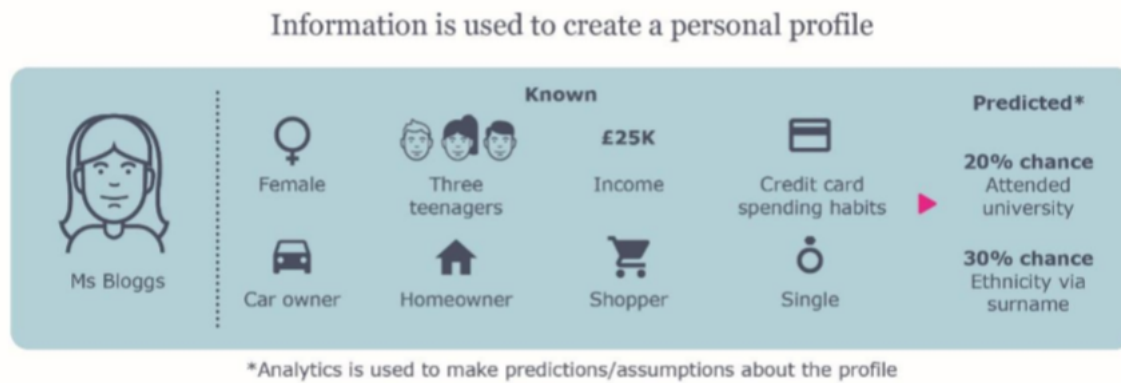 Information is used to create a personal profile
Ms Bloggs
Known
Female
Three
teenagers
£25K
Income
Credit card
spending habits
Car owner
Homeowner
Shopper
Single
Predicted*
20% chance
Attended
university
30% chance
Ethnicity via
surname
*Analytics is used to make predictions/assumptions about the profile